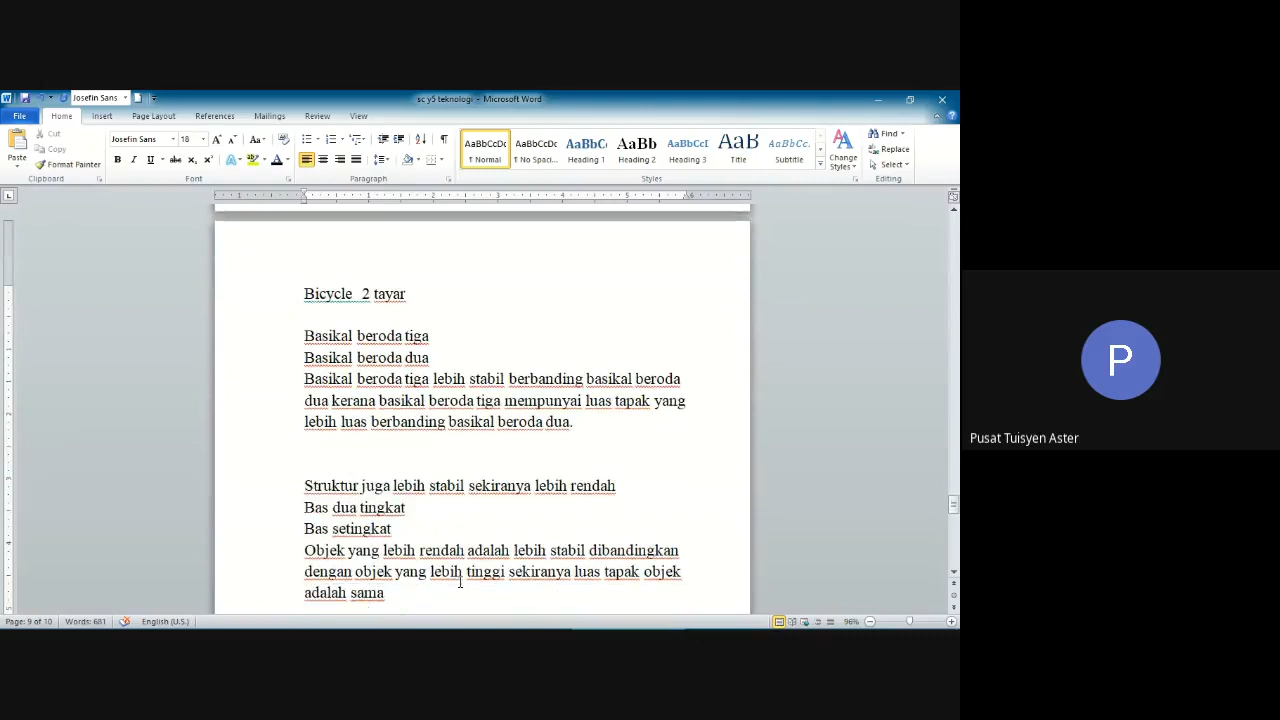 Josefin Sans
sc y5 teknologi - Microsoft Word
File Home Insert Page Layout References Mailings Review View
Paste
Cut
Copy
Format Painter
Clipboard
Josefin Sans 18
Font
Paragraph
AaBbCcDc AaBbCcDc AaBbC AaBb AaBbCcI AaB AaBbCc.
¶ Normal ¶ No Spaci... Heading 1 Heading 2 Heading 3 Title Subtitle
Change Styles
Styles
Find
Replace
Select
Editing
Bicycle 2 tayar
Basikal beroda tiga
Basikal beroda dua
Basikal beroda tiga lebih stabil berbanding basikal beroda
dua kerana basikal beroda tiga mempunyai luas tapak yang
lebih luas berbanding basikal beroda dua.
Struktur juga lebih stabil sekiranya lebih rendah
Bas dua tingkat
Bas setingkat
Objek yang lebih rendah adalah lebih stabil dibandingkan
dengan objek yang lebih tinggi sekiranya luas tapak objek
adalah sama
Page: 9 of 10 Words: 681 English (U.S.) 96%
P
Pusat Tuisyen Aster